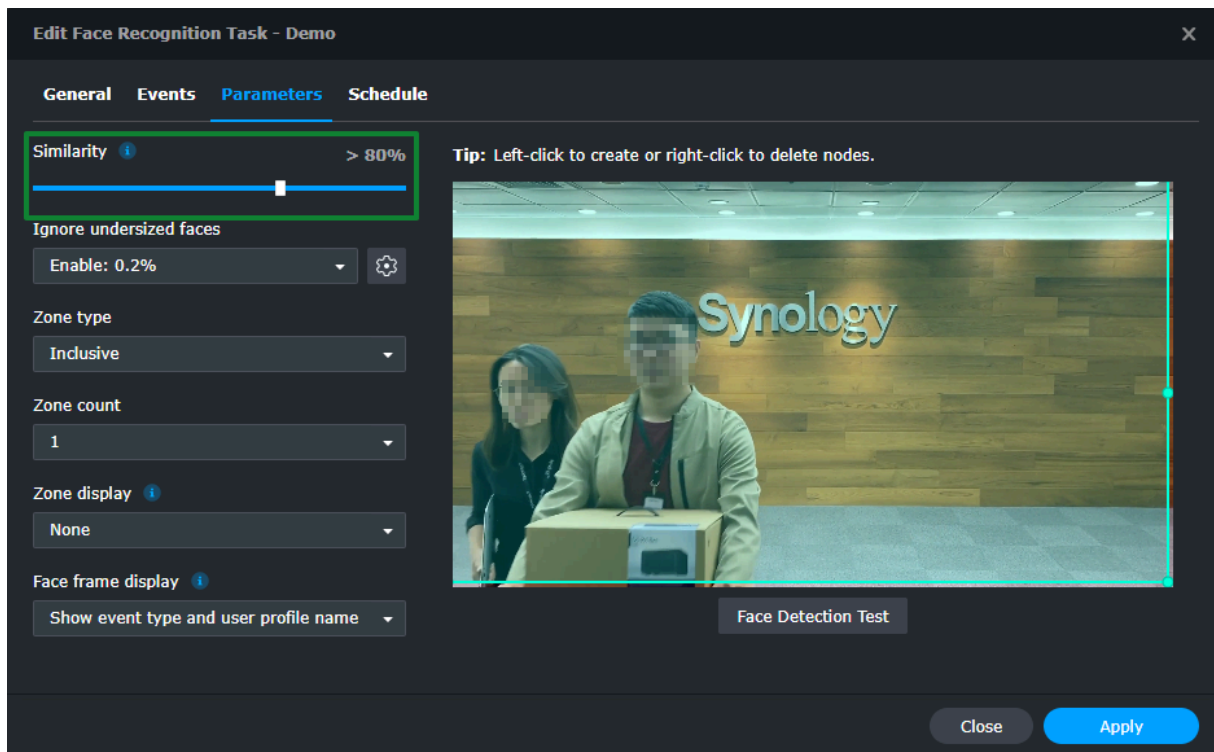 Edit Face Recognition Task - Demo
General Events Parameters Schedule
Similarity > 80%
Tip: Left-click to create or right-click to delete nodes.
Ignore undersized faces
Enable: 0.2%
Zone type
Inclusive
Zone count
1
Zone display
None
Face frame display
Show event type and user profile name
Synology
Face Detection Test
Close Apply